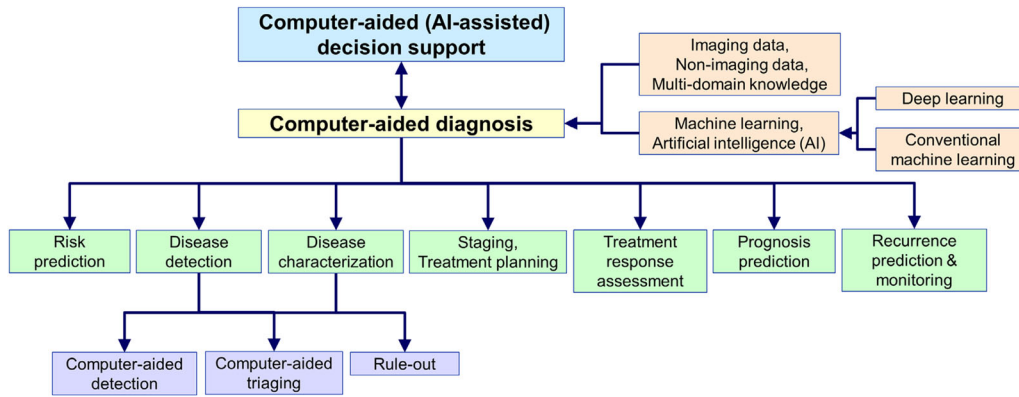 Computer-aided (AI-assisted)
decision support
Imaging data,
Non-imaging data,
Multi-domain knowledge
Deep learning
Computer-aided diagnosis
Machine learning,
Artificial intelligence (AI)
Conventional
machine learning
Risk
prediction
Disease
detection
Disease
characterization
Staging,
Treatment planning
Treatment
response
assessment
Prognosis
prediction
Recurrence
prediction &
monitoring
Computer-aided
detection
Computer-aided
triaging
Rule-out